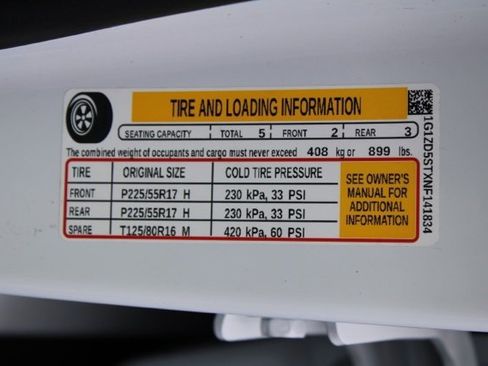 TIRE AND LOADING INFORMATION
SEATING CAPACITY TOTAL 5 FRONT 2 REAR 3
The combined weight of occupants and cargo must never exceed 408 kg or 899 lbs.
TIRE ORIGINAL SIZE COLD TIRE PRESSURE
FRONT P225/55R17 H 230 kPa, 33 PSI
REAR P225/55R17 H 230 kPa, 33 PSI
SPARE T125/80R16 M 420 kPa, 60 PSI
SEE OWNER'S
MANUAL FOR
ADDITIONAL
INFORMATION
1G1ZD5STXNF141834